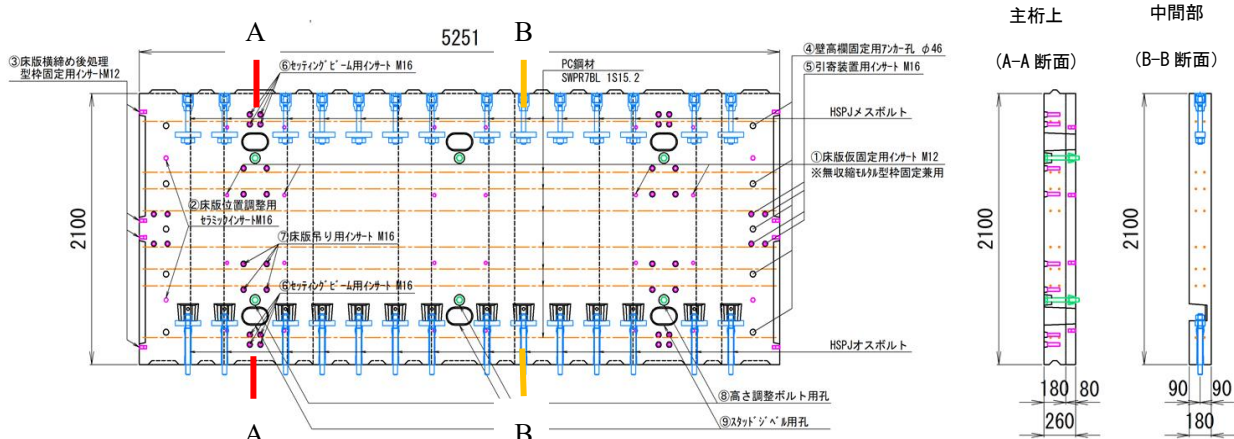 A
B
5251
③床版横締め後処理
型枠固定用インサートM12
⑥セッティングビーム用インサート M16
PC鋼材
SWPR7BL 1S15.2
④壁高欄固定用アンカー孔 φ46
⑤引寄装置用インサート M16
HSPJメスボルト
①床版仮固定用インサート M12
※無収縮モルタル型枠固定兼用
2100
②床版位置調整用
セラミックインサートM16
⑦床版吊り用インサート M16
⑥セッティングビーム用インサート M16
HSPJオスボルト
⑧高さ調整ボルト用孔
⑨スタッドジベル用孔
A
B
主桁上
(A-A 断面)
2100
180
80
260
中間部
(B-B 断面)
2100
90
90
180